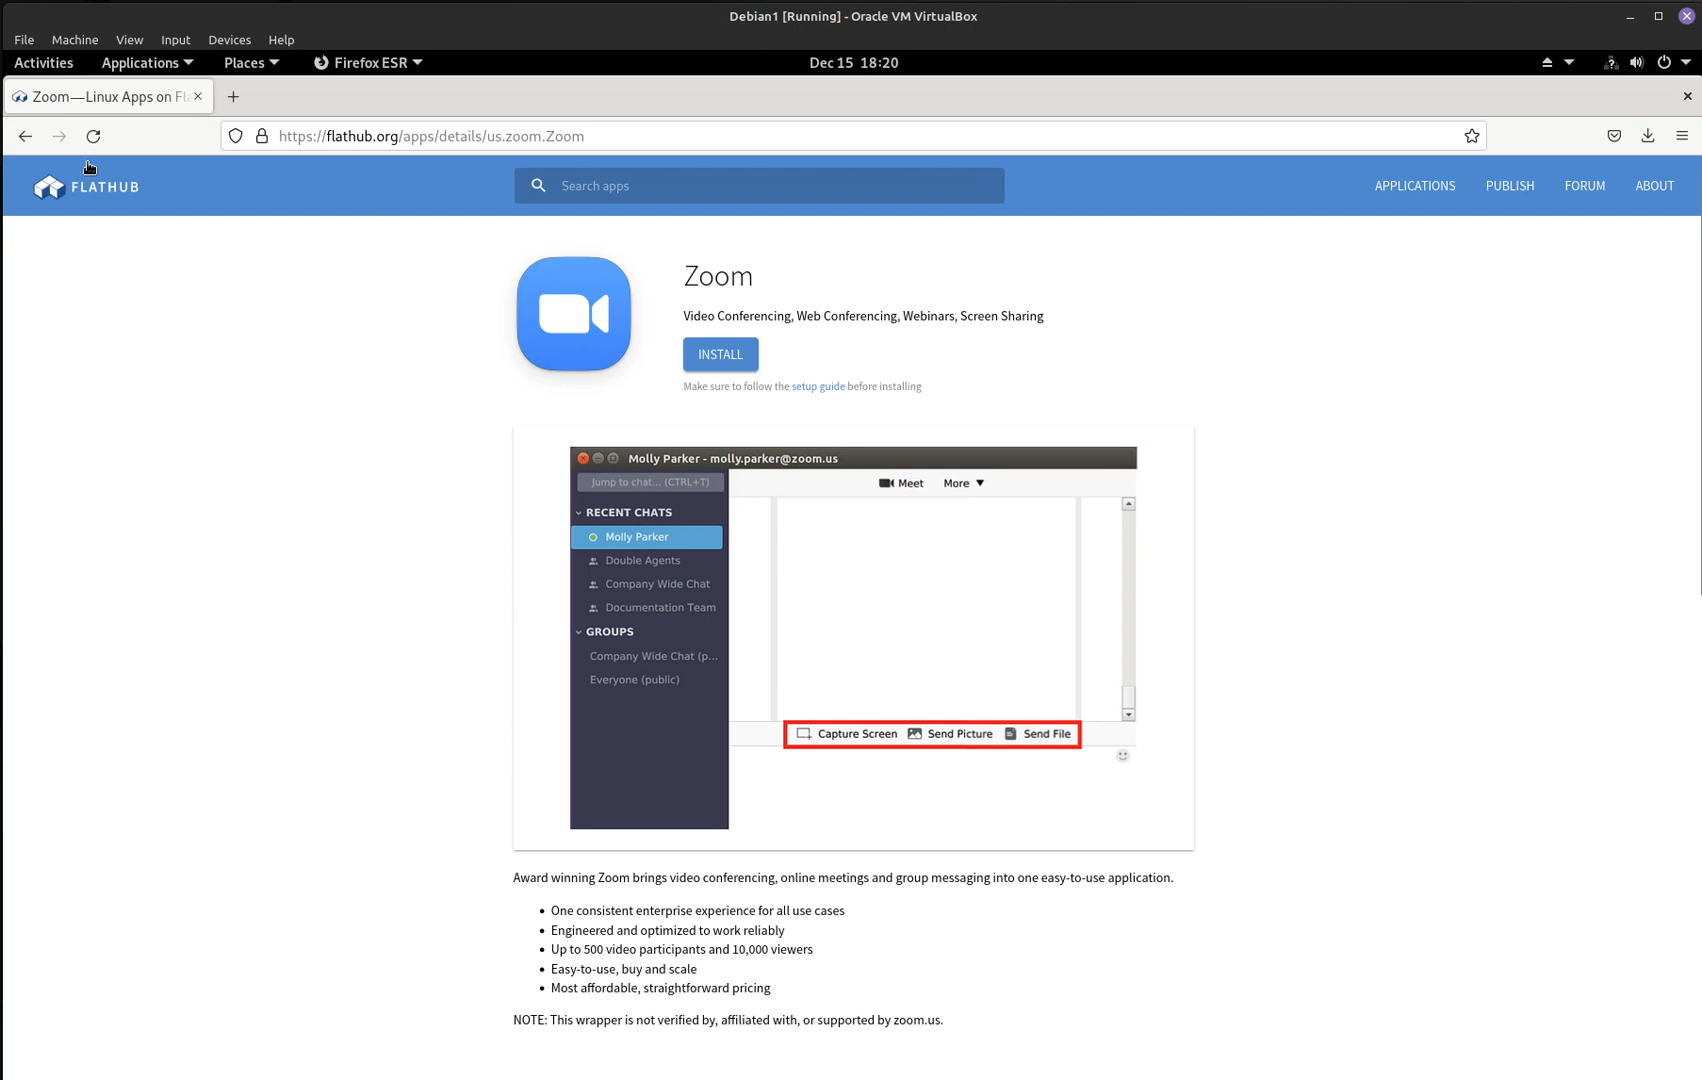 Debian1 [Running] - Oracle VM VirtualBox
File Machine View Input Devices Help
Activities Applications Places Firefox ESR Dec 15 18:20
Zoom—Linux Apps on Fl
https://flathub.org/apps/details/us.zoom.Zoom
FLATHUB Search apps APPLICATIONS PUBLISH FORUM ABOUT
Zoom
Video Conferencing, Web Conferencing, Webinars, Screen Sharing
INSTALL
Make sure to follow the setup guide before installing
Molly Parker - molly.parker@zoom.us
Jump to chat... (CTRL+T) Meet More
RECENT CHATS
Molly Parker
Double Agents
Company Wide Chat
Documentation Team
GROUPS
Company Wide Chat (p...
Everyone (public)
Capture Screen Send Picture Send File
Award winning Zoom brings video conferencing, online meetings and group messaging into one easy-to-use application.
• One consistent enterprise experience for all use cases
• Engineered and optimized to work reliably
• Up to 500 video participants and 10,000 viewers
• Easy-to-use, buy and scale
• Most affordable, straightforward pricing
NOTE: This wrapper is not verified by, affiliated with, or supported by zoom.us.